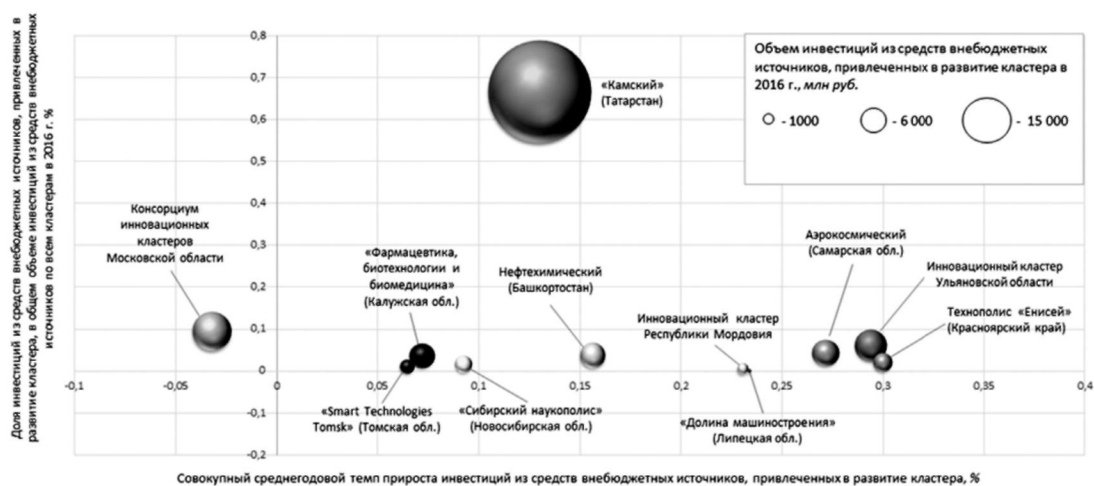 Доля инвестиций из средств внебюджетных источников, привлеченных в
развитие кластера, в общем объеме инвестиций из средств внебюджетных
источников по всем кластерам в 2016 г. %
0,8
0,7
0,6
0,5
0,4
0,3
0,2
0,1
0
-0,1
-0,2
-0,1
-0,05
0
0,05
0,1
0,15
0,2
0,25
0,3
0,35
0,4
Объем инвестиций из средств внебюджетных
источников, привлеченных в развитие кластера в
2016 г., млн руб.
- 1000
- 6 000
- 15 000
«Камский»
(Татарстан)
Консорциум
инновационных
кластеров
Московской области
«Фармацевтика,
биотехнологии и
биомедицина»
(Калужская обл.)
Нефтехимический
(Башкортостан)
Аэрокосмический
(Самарская обл.)
Инновационный кластер
Ульяновской области
Инновационный кластер
Республики Мордовия
Технополис «Енисей»
(Красноярский край)
«Smart Technologies
Tomsk» (Томская обл.)
«Сибирский наукополис»
(Новосибирская обл.)
«Долина машиностроения»
(Липецкая обл.)
Совокупный среднегодовой темп прироста инвестиций из средств внебюджетных источников, привлеченных в развитие кластера, %